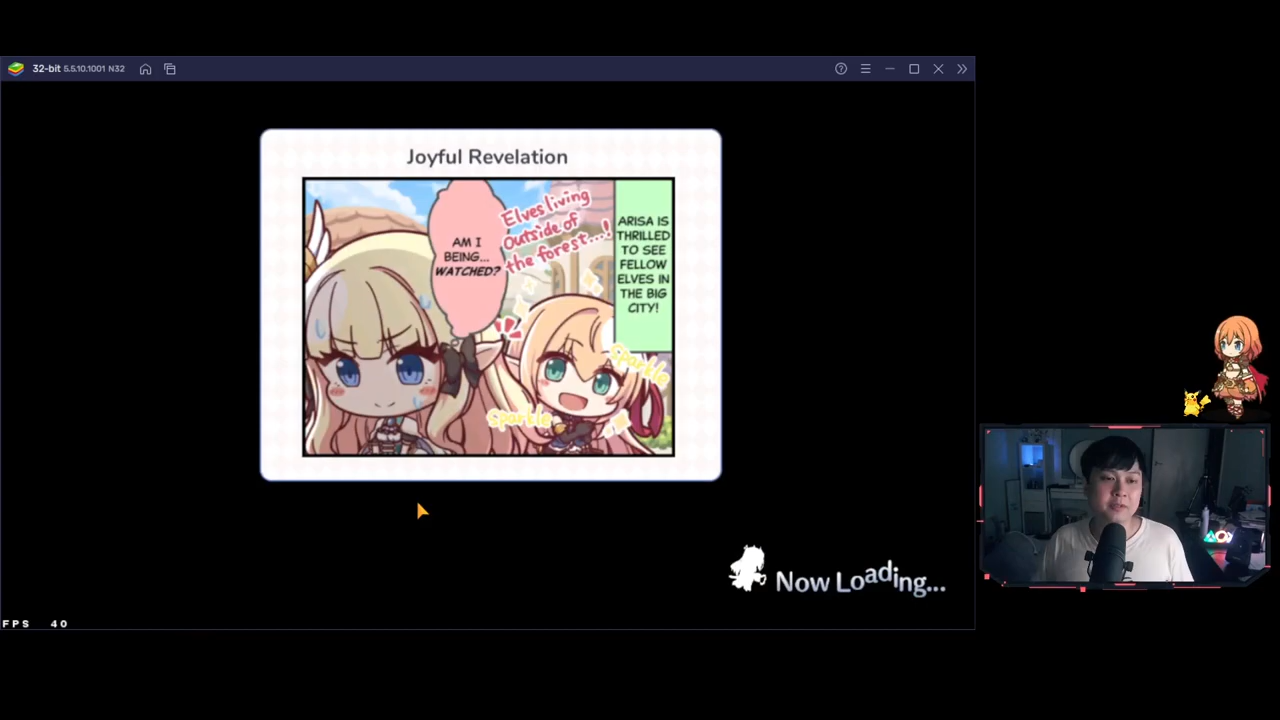 32-bit 5.5.10.1001 N32
Joyful Revelation
AM I
BEING...
WATCHED?
Elves living
outside of
the forest...!
ARISA IS
THRILLED
TO SEE
FELLOW
ELVES IN
THE BIG
CITY!
sparkle
sparkle
Now Loading...
FPS 40